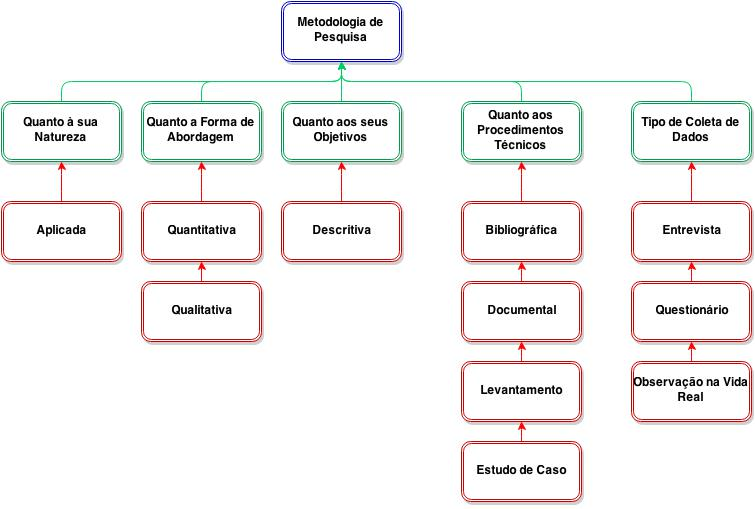 Metodologia de
Pesquisa
Quanto à sua
Natureza
Quanto a Forma de
Abordagem
Quanto aos seus
Objetivos
Quanto aos
Procedimentos
Técnicos
Tipo de Coleta de
Dados
Aplicada
Quantitativa
Descritiva
Bibliográfica
Entrevista
Qualitativa
Documental
Questionário
Levantamento
Observação na Vida
Real
Estudo de Caso